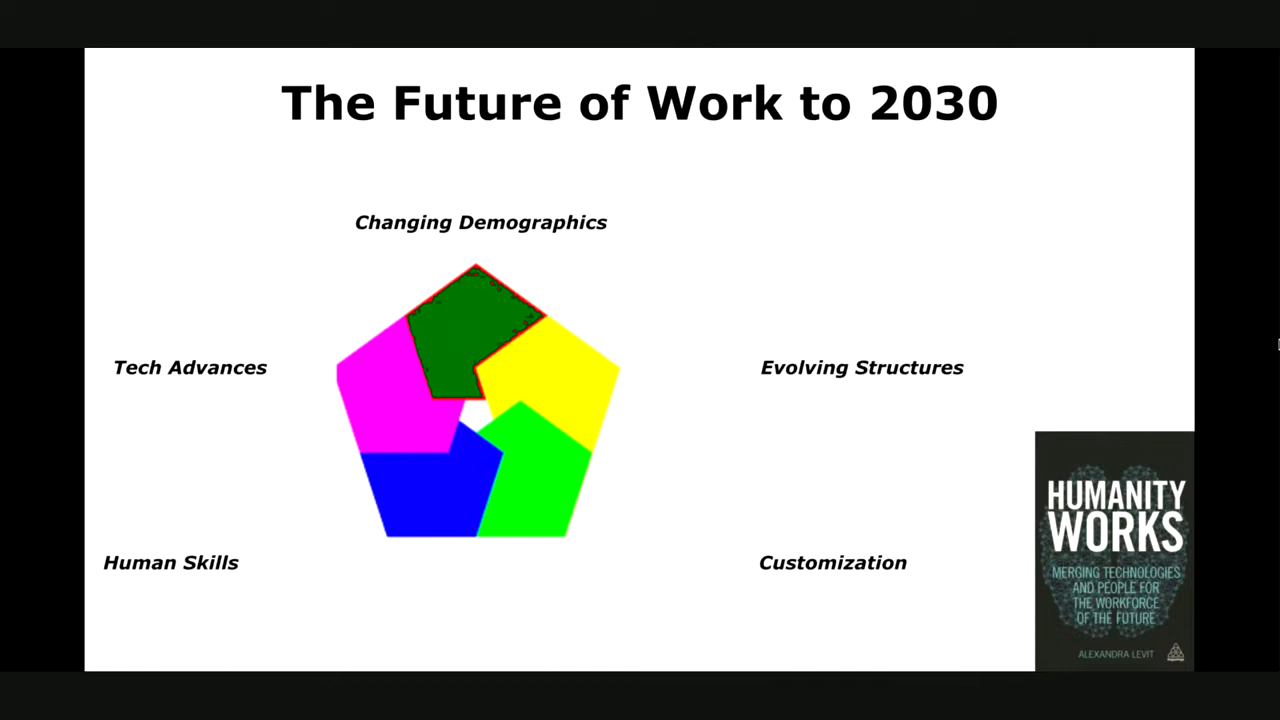 The Future of Work to 2030
Changing Demographics
Tech Advances
Evolving Structures
Human Skills
Customization
HUMANITY
WORKS
MERGING TECHNOLOGIES
AND PEOPLE FOR
THE WORKFORCE
OF THE FUTURE
ALEXANDRA LEVIT